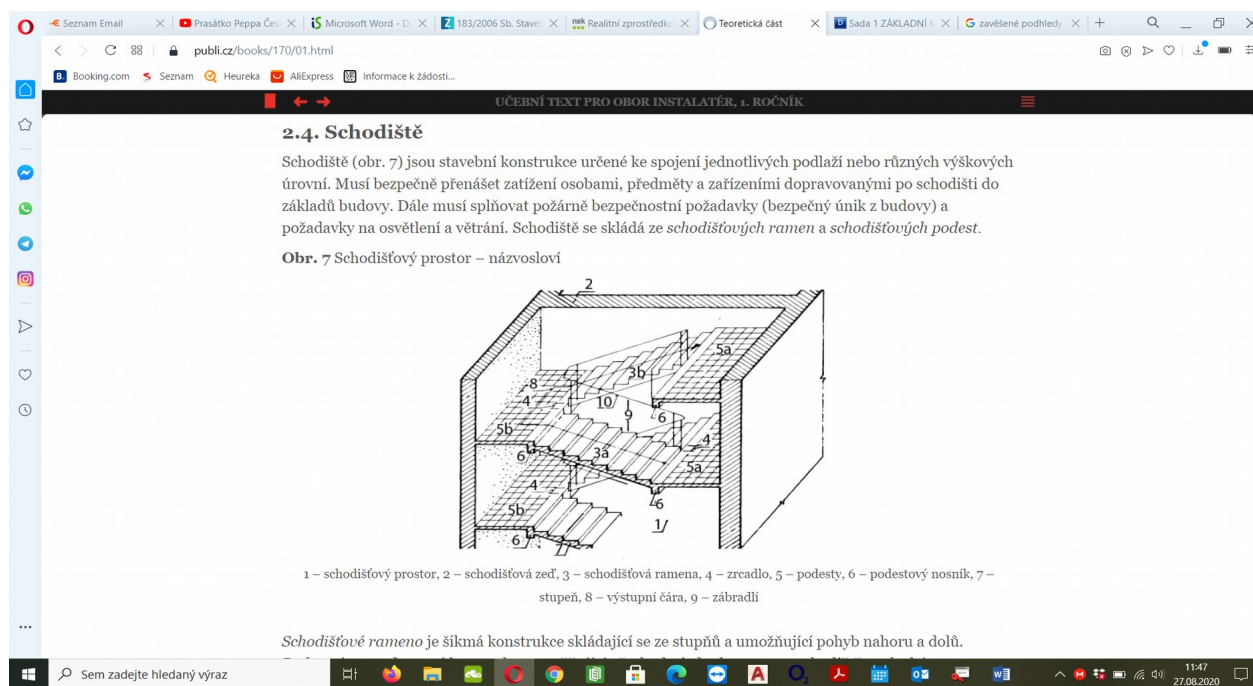 Seznam Email
Prasátko Peppa Čes
Microsoft Word - D
183/2006 Sb. Staveb
Realitní zprostředko
Teoretická část
Sada 1 ZÁKLADNÍ K
zavěšené podhledy
publi.cz/books/170/01.html
Booking.com Seznam Heureka AliExpress Informace k žádosti...
UČEBNÍ TEXT PRO OBOR INSTALATÉR, 1. ROČNÍK
2.4. Schodiště
Schodiště (obr. 7) jsou stavební konstrukce určené ke spojení jednotlivých podlaží nebo různých výškových
úrovní. Musí bezpečně přenášet zatížení osobami, předměty a zařízeními dopravovanými po schodišti do
základů budovy. Dále musí splňovat požárně bezpečnostní požadavky (bezpečný únik z budovy) a
požadavky na osvětlení a větrání. Schodiště se skládá ze schodišťových ramen a schodišťových podest.
Obr. 7 Schodišťový prostor – názvosloví
2
5a
3b
8
4
10
9
6
5b
4
3a
6
5a
4
6
5b
1
6
7
1 – schodišťový prostor, 2 – schodišťová zeď, 3 – schodišťová ramena, 4 – zrcadlo, 5 – podesty, 6 – podestový nosník, 7 –
stupeň, 8 – výstupní čára, 9 – zábradlí
Schodišťové rameno je šikmá konstrukce skládající se ze stupňů a umožňující pohyb nahoru a dolů.
Sem zadejte hledaný výraz
11:47
27.08.2020